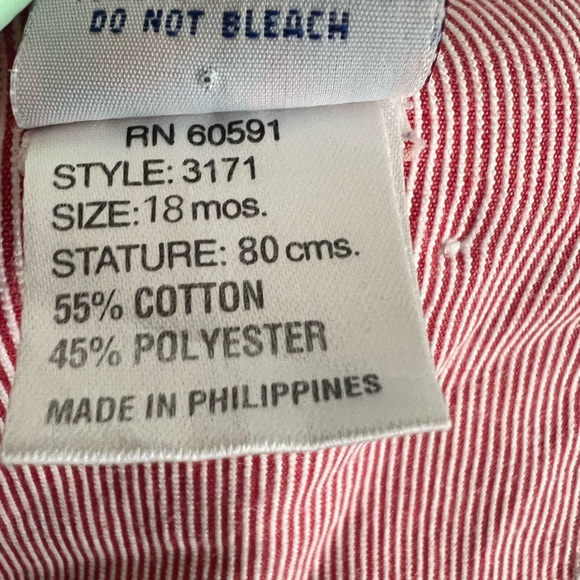 DO NOT BLEACH
RN 60591
STYLE: 3171
SIZE: 18 mos.
STATURE: 80 cms.
55% COTTON
45% POLYESTER
MADE IN PHILIPPINES